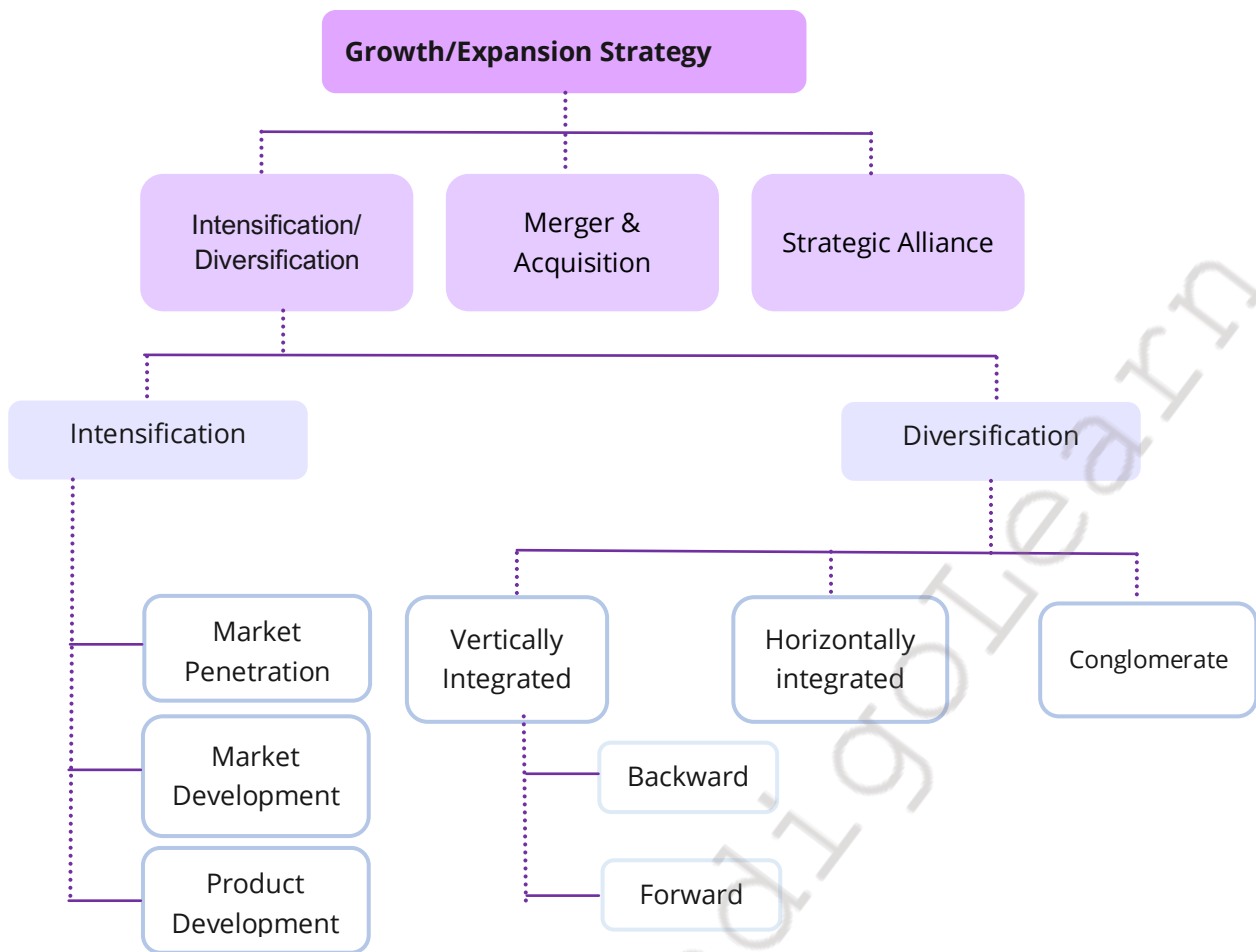 Growth/Expansion Strategy
Intensification/
Diversification
Merger &
Acquisition
Strategic Alliance
Intensification
Diversification
Market
Penetration
Market
Development
Product
Development
Vertically
Integrated
Backward
Forward
Horizontally
integrated
Conglomerate
digoLearn